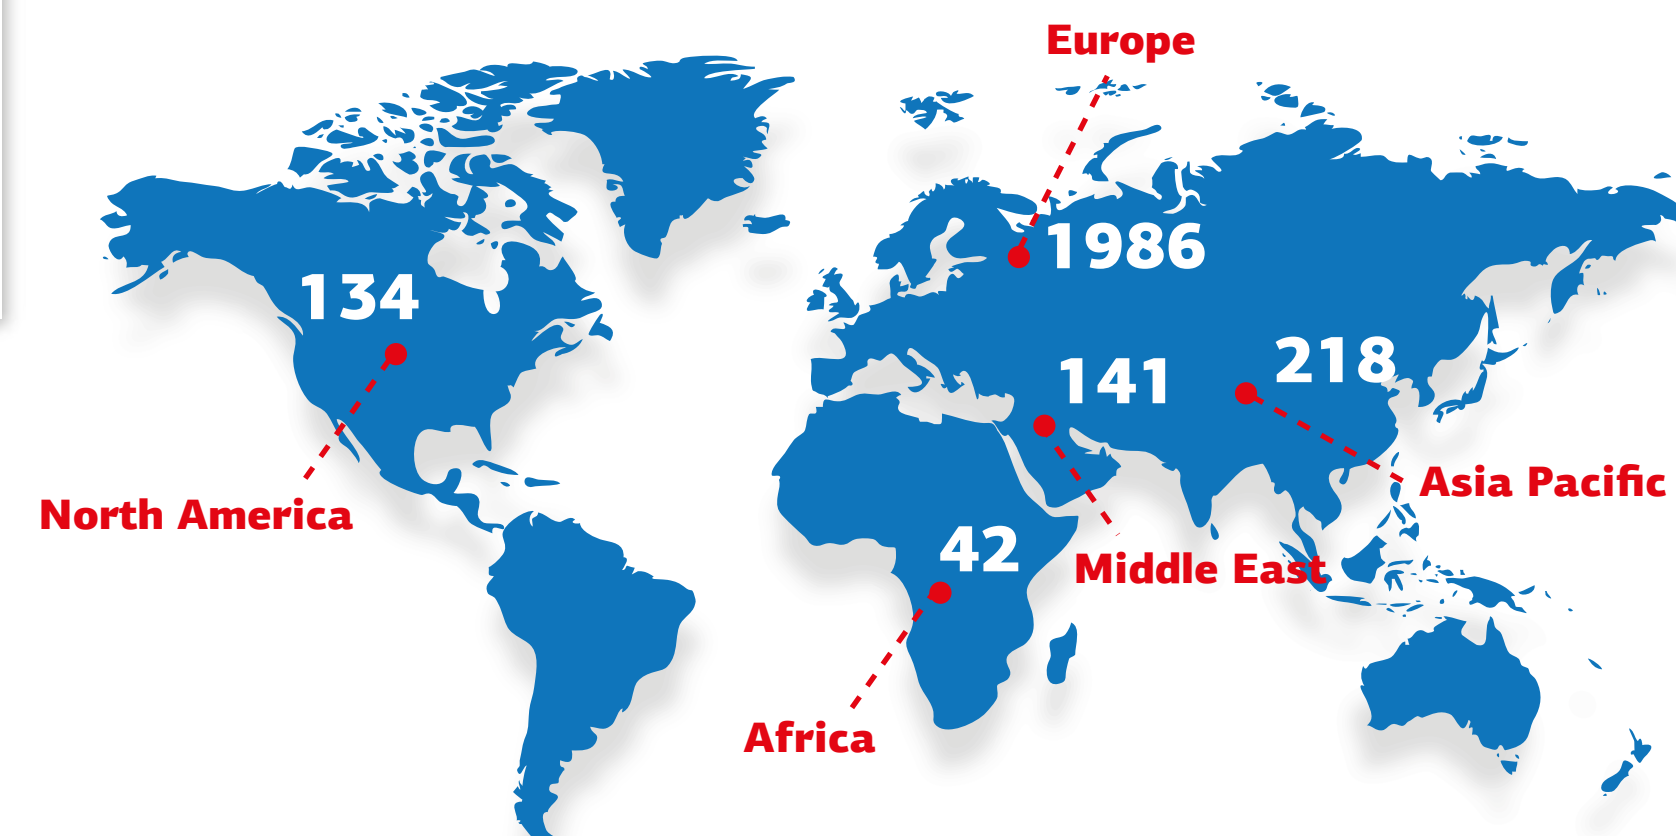 Europe
1986
134
218
141
Asia Pacific
North America
42
Middle East
Africa